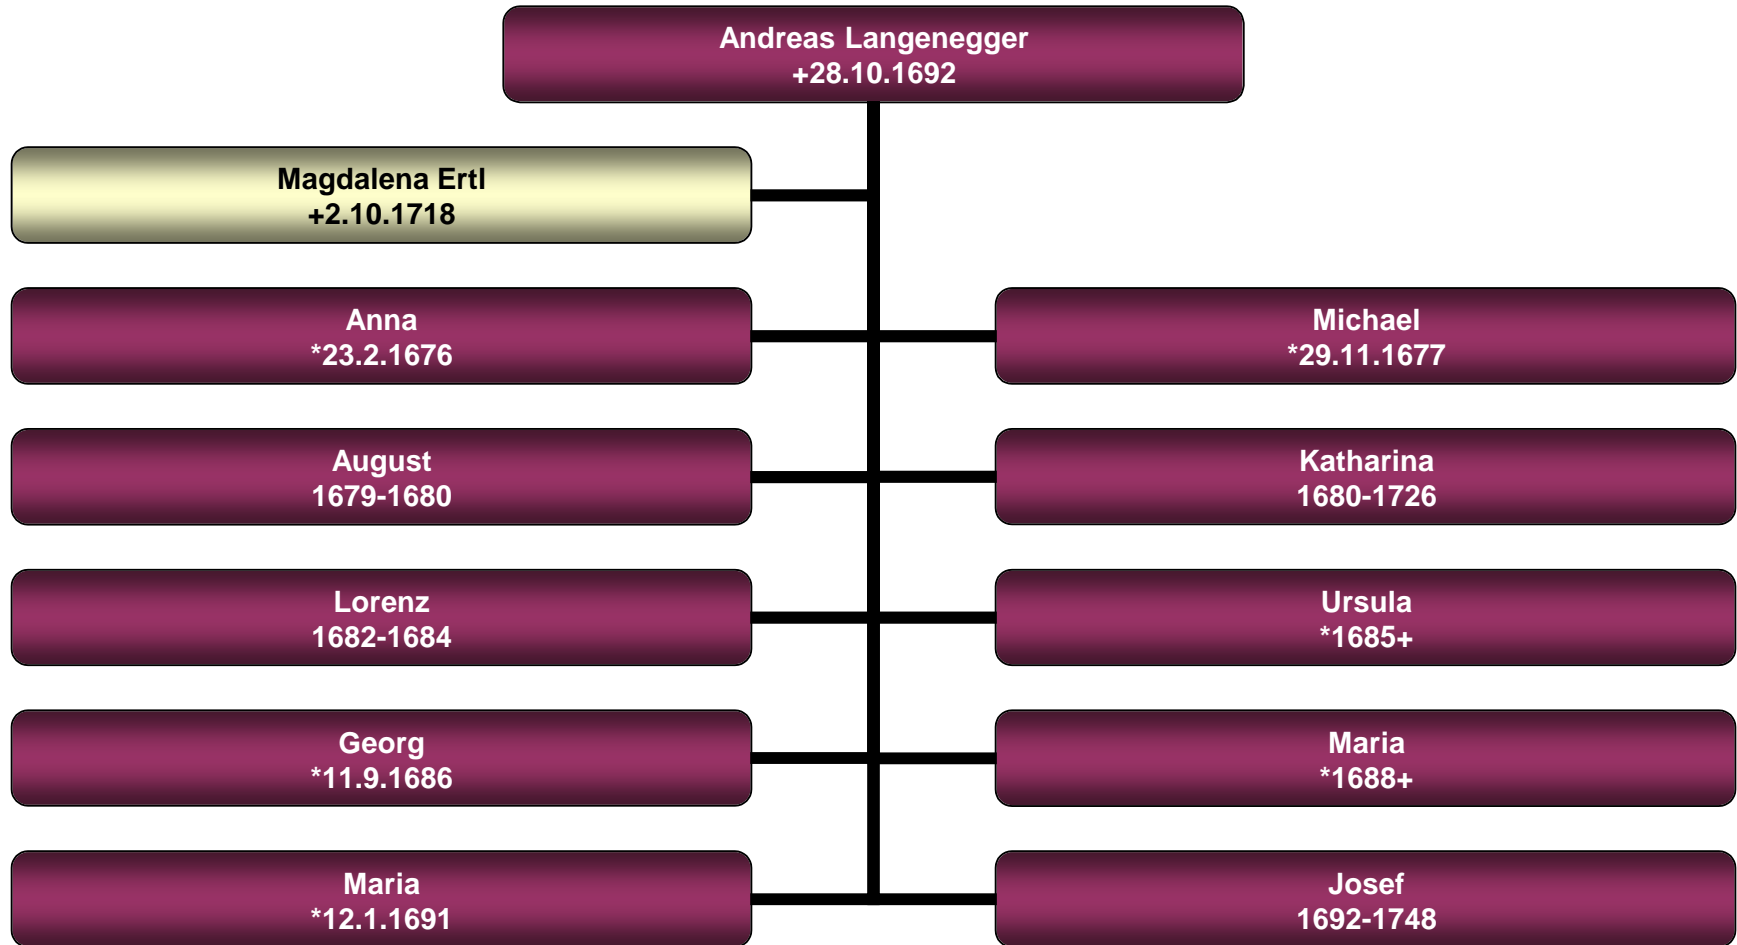 Andreas Langenegger
+28.10.1692
Magdalena Ertl
+2.10.1718
Anna
*23.2.1676
Michael
*29.11.1677
August
1679-1680
Katharina
1680-1726
Lorenz
1682-1684
Ursula
*1685+
Georg
*11.9.1686
Maria
*1688+
Maria
*12.1.1691
Josef
1692-1748